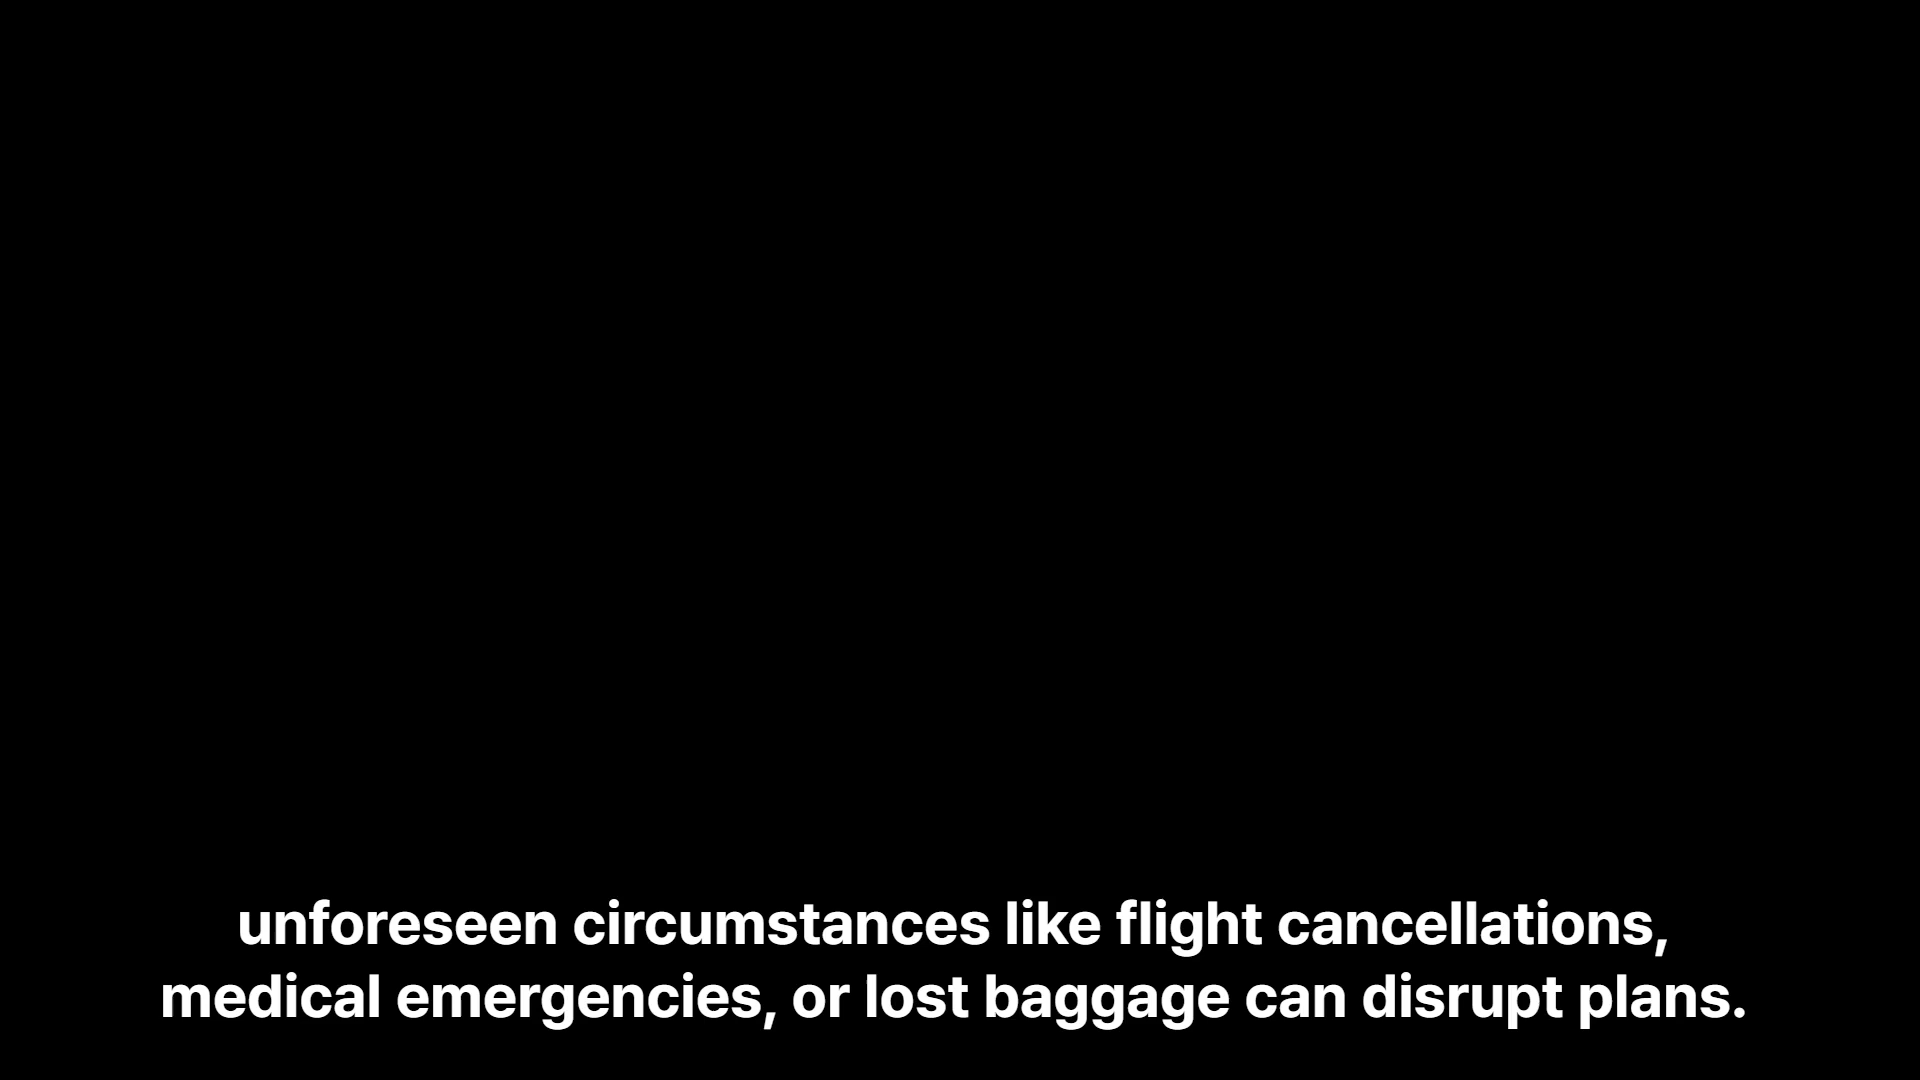 unforeseen circumstances like flight cancellations,
medical emergencies, or lost baggage can disrupt plans.